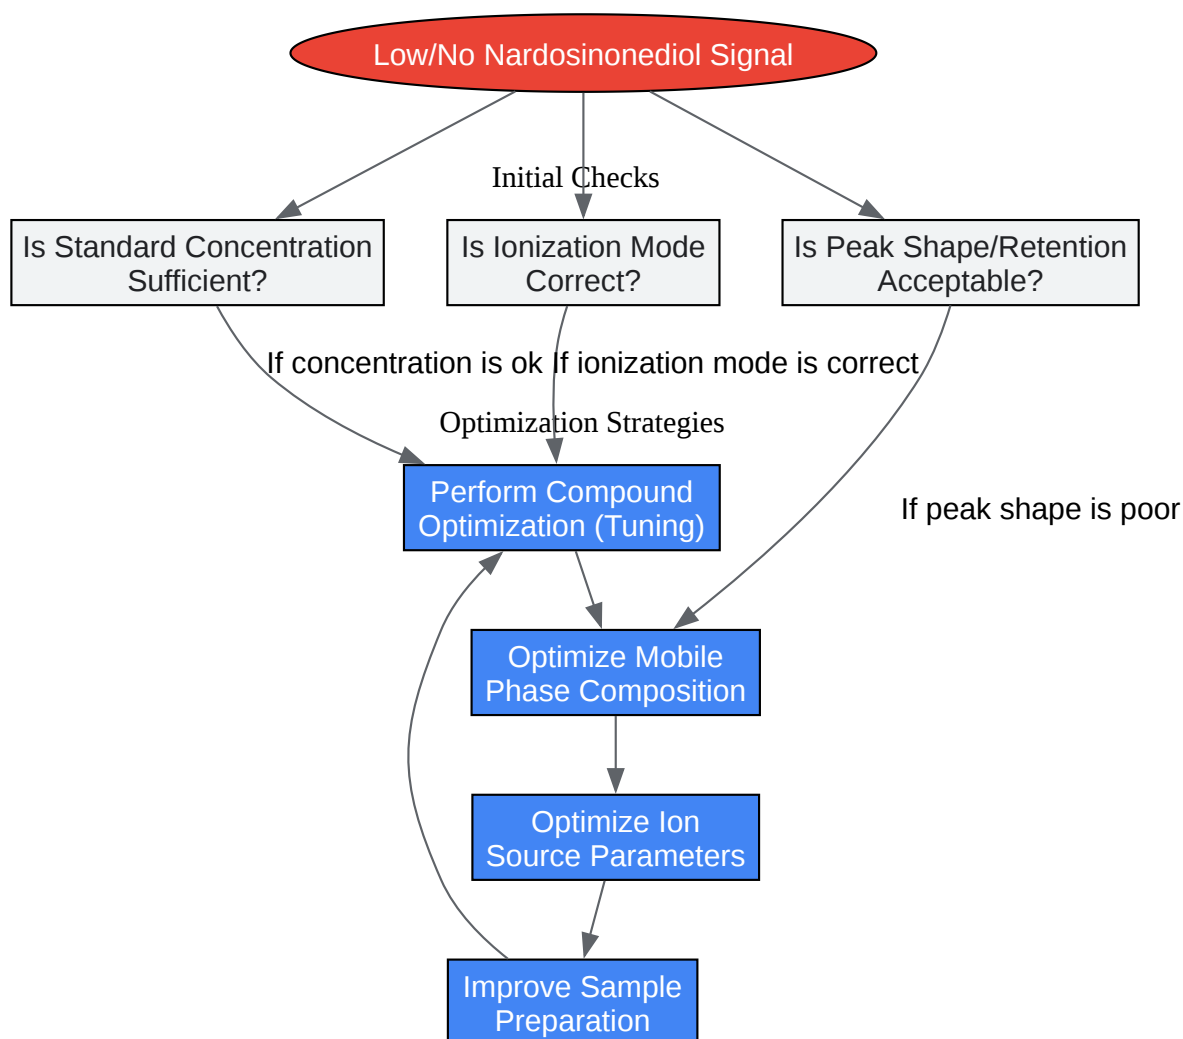 Low/No Nardosinonediol Signal
Initial Checks
Is Standard Concentration
Sufficient?
Is Ionization Mode
Correct?
Is Peak Shape/Retention
Acceptable?
If concentration is ok
If ionization mode is correct
Optimization Strategies
Perform Compound
Optimization (Tuning)
If peak shape is poor
Optimize Mobile
Phase Composition
Optimize Ion
Source Parameters
Improve Sample
Preparation